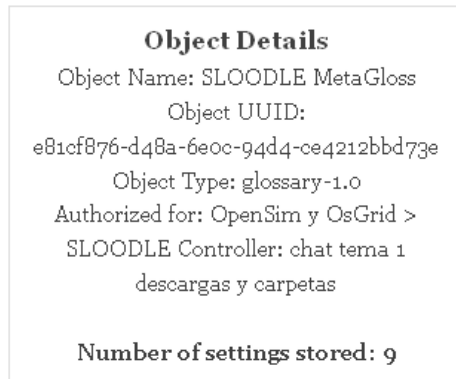 Object Details
Object Name: SLOODLE MetaGloss
Object UUID:
e81cf876-d48a-6e0c-94d4-ce4212bbd73e
Object Type: glossary-1.0
Authorized for: OpenSim y OsGrid >
SLOODLE Controller: chat tema 1
descargas y carpetas
Number of settings stored: 9